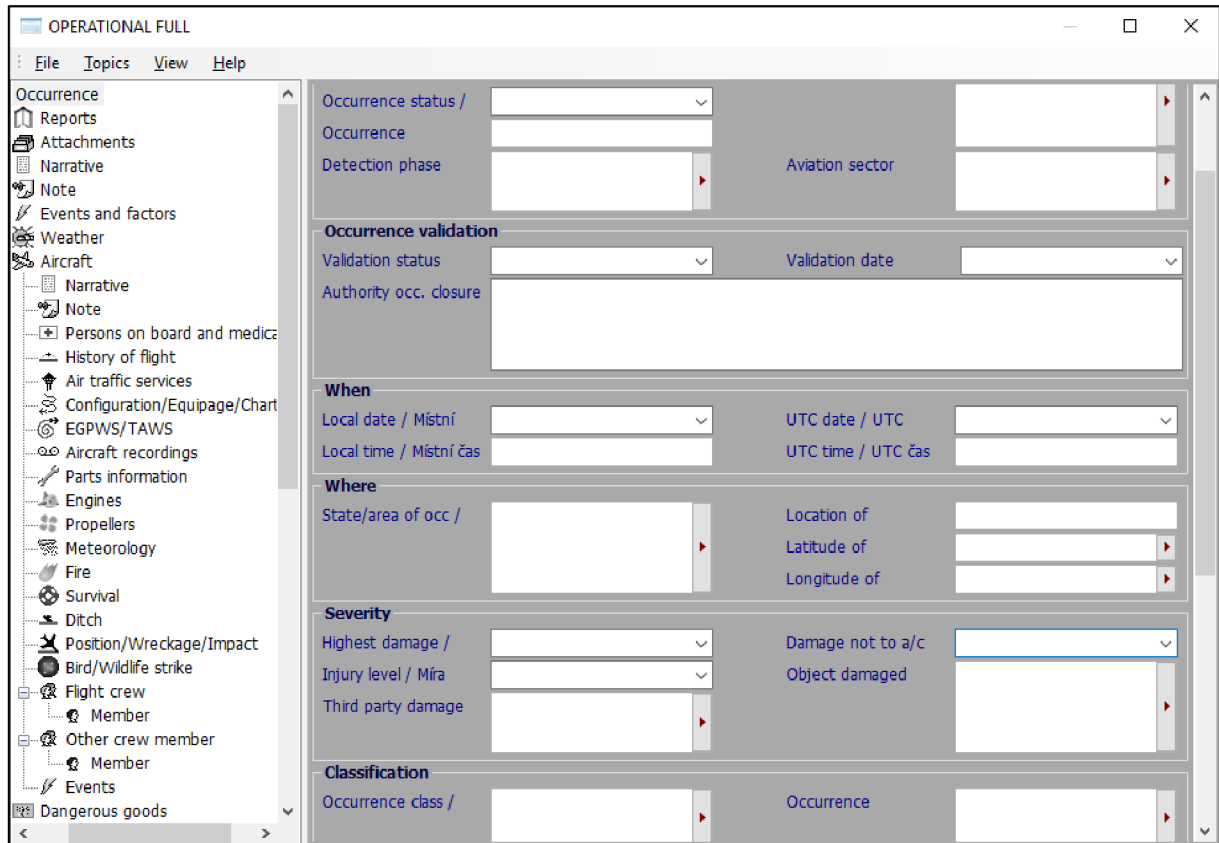 OPERATIONAL FULL
File Topics View Help
Occurrence
Reports
Attachments
Narrative
Note
Events and factors
Weather
Aircraft
Narrative
Note
Persons on board and medica
History of flight
Air traffic services
Configuration/Equipage/Chart
EGPWS/TAWS
Aircraft recordings
Parts information
Engines
Propellers
Meteorology
Fire
Survival
Ditch
Position/Wreckage/Impact
Bird/Wildlife strike
Flight crew
Member
Other crew member
Member
Events
Dangerous goods
Occurrence status /
Occurrence
Detection phase Aviation sector
Occurrence validation
Validation status Validation date
Authority occ. closure
When
Local date / Místní UTC date / UTC
Local time / Místní čas UTC time / UTC čas
Where
State/area of occ / Location of
Latitude of
Longitude of
Severity
Highest damage / Damage not to a/c
Injury level / Míra Object damaged
Third party damage
Classification
Occurrence class / Occurrence